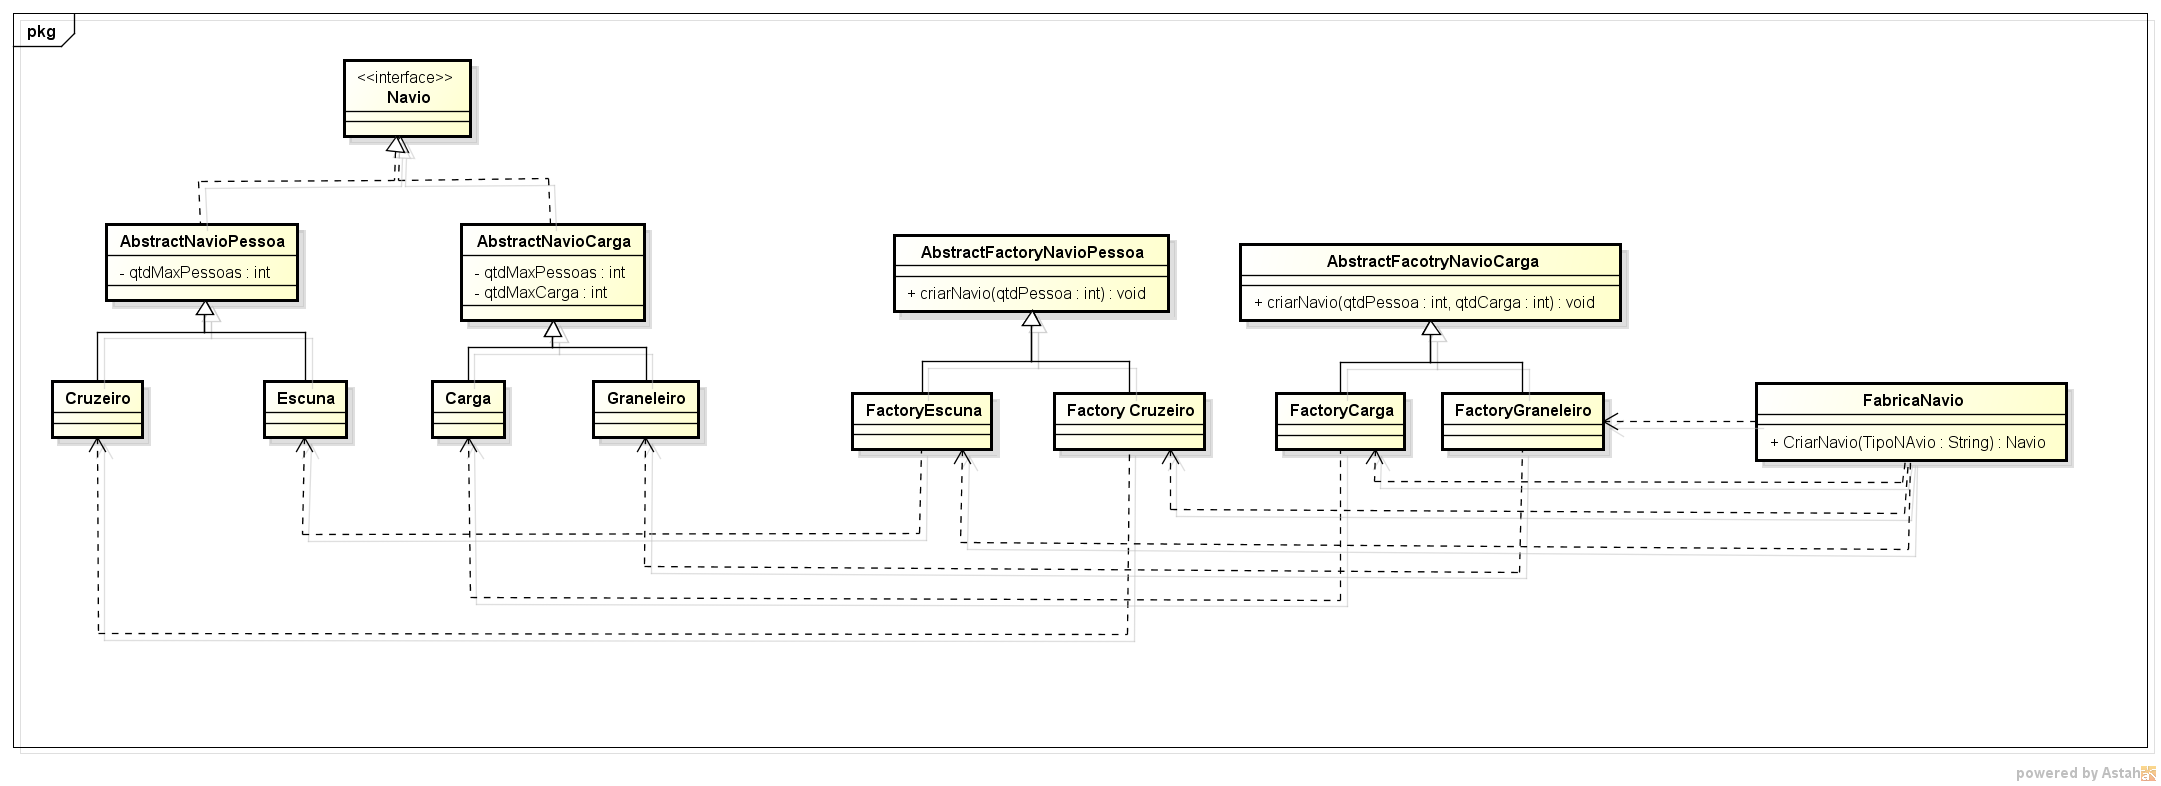 pkg
<<interface>>
Navio
AbstractNavioPessoa
- qtdMaxPessoas : int
AbstractNavioCarga
- qtdMaxPessoas : int
- qtdMaxCarga : int
AbstractFactoryNavioPessoa
+ criarNavio(qtdPessoa : int) : void
AbstractFacotryNavioCarga
+ criarNavio(qtdPessoa : int, qtdCarga : int) : void
Cruzeiro
Escuna
Carga
Graneleiro
FactoryEscuna
Factory Cruzeiro
FactoryCarga
FactoryGraneleiro
FabricaNavio
+ CriarNavio(TipoNAvio : String) : Navio
powered by Astah